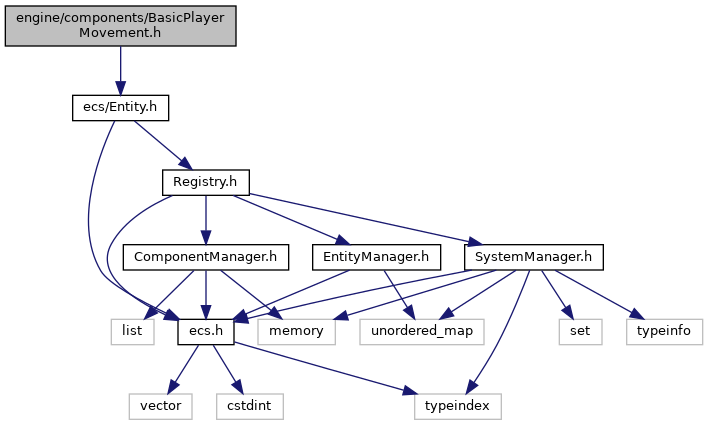 engine/components/BasicPlayer
Movement.h
ecs/Entity.h
Registry.h
ComponentManager.h
EntityManager.h
SystemManager.h
list
ecs.h
memory
unordered_map
set
typeinfo
vector
cstdint
typeindex